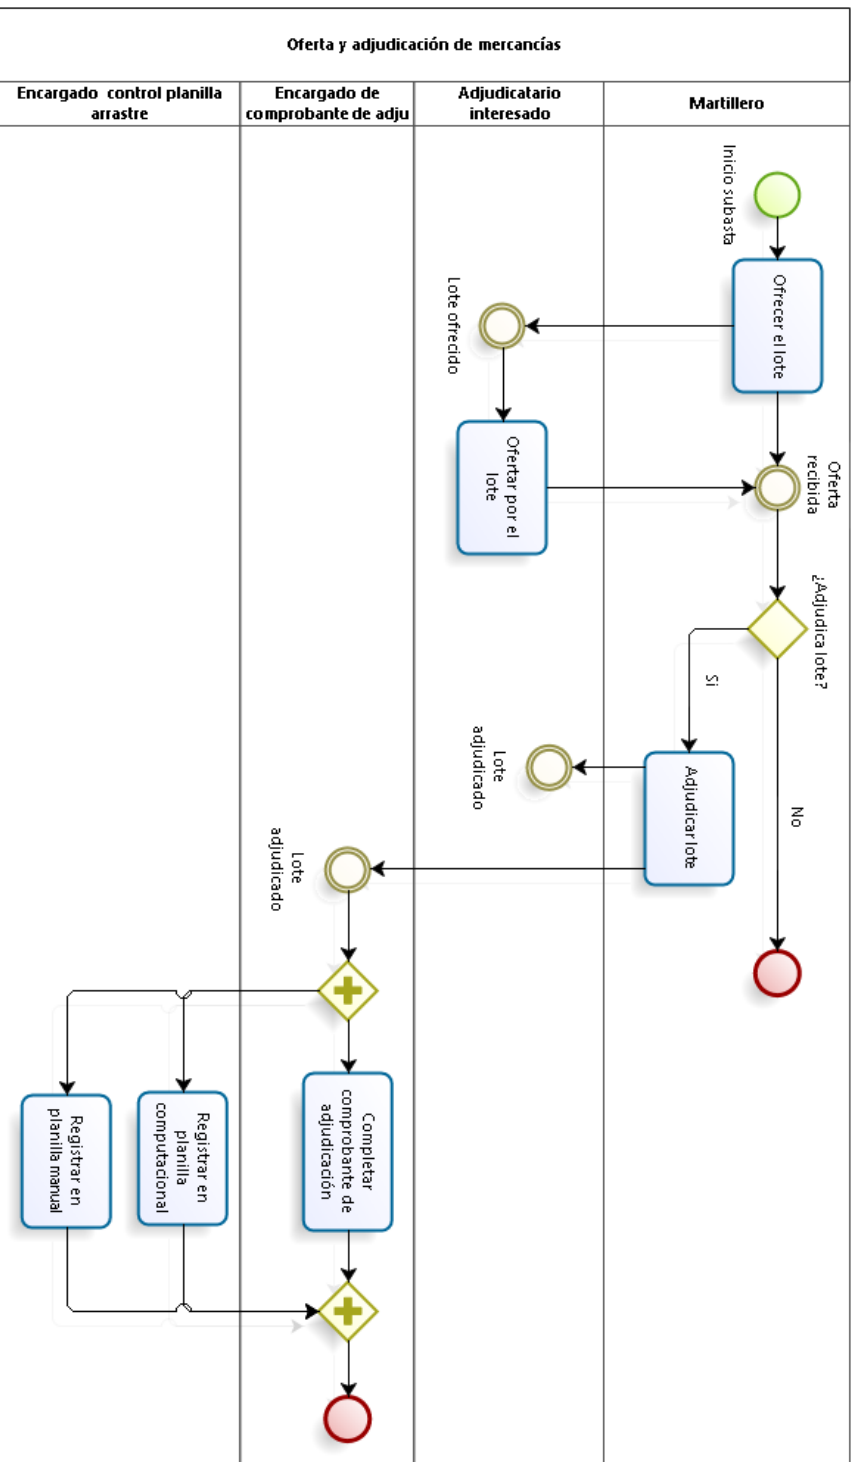 Oferta y adjudicación de mercancías
Encargado control planilla
arrastre
Encargado de
comprobante de adju
Adjudicatario
interesado
Martillero
Inicio subasta
Ofrecer el lote
Lote ofrecido
Ofertar por el
lote
Oferta
recibida
¿Adjudica lote?
Si
No
Adjudicar lote
Lote
adjudicado
Lote
adjudicado
Completar
comprobante de
adjudicación
Registrar en
planilla
computacional
Registrar en
planilla manual